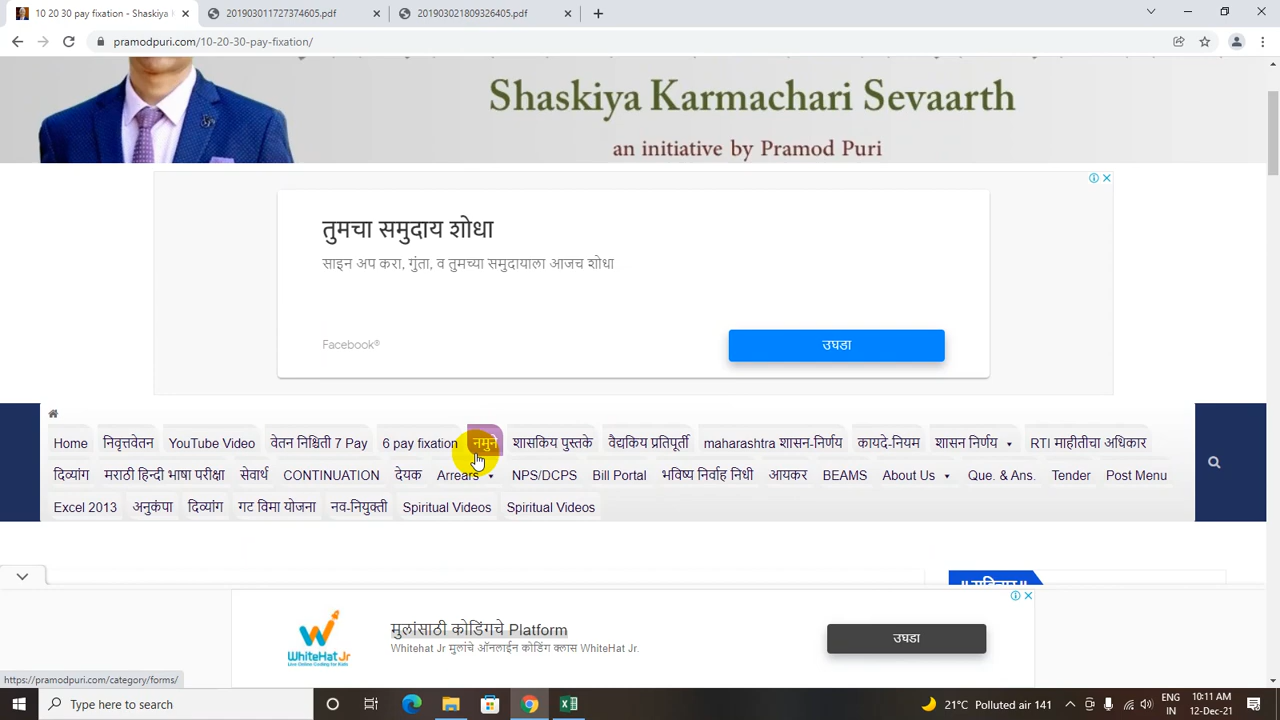 10 20 30 pay fixation - Shaskiya
201903011727374605.pdf
201903021809326405.pdf
pramodpuri.com/10-20-30-pay-fixation/
Shaskiya Karmachari Sevaarth
an initiative by Pramod Puri
तुमचा समुदाय शोधा
साइन अप करा, गुंता, व तुमच्या समुदायाला आजच शोधा
Facebook®
उघडा
Home निवृत्तवेतन YouTube Video वेतन निश्चिती 7 Pay 6 pay fixation नमुने शासकिय पुस्तके वैद्यकिय प्रतिपूर्ती maharashtra शासन-निर्णय कायदे-नियम शासन निर्णय RTI माहीतीचा अधिकार
दिव्यांग मराठी हिन्दी भाषा परीक्षा सेवार्थ CONTINUATION देयक Arrears NPS/DCPS Bill Portal भविष्य निर्वाह निधी आयकर BEAMS About Us Que. & Ans. Tender Post Menu
Excel 2013 अनुकंपा दिव्यांग गट विमा योजना नव-नियुक्ती Spiritual Videos Spiritual Videos
WhiteHat Jr
Live Online Coding for Kids
मुलांसाठी कोडिंगचे Platform
Whitehat Jr मुलांचे ऑनलाईन कोडिंग क्लास WhiteHat Jr.
उघडा
https://pramodpuri.com/category/forms/
Type here to search
21°C Polluted air 141
ENG
IN
10:11 AM
12-Dec-21